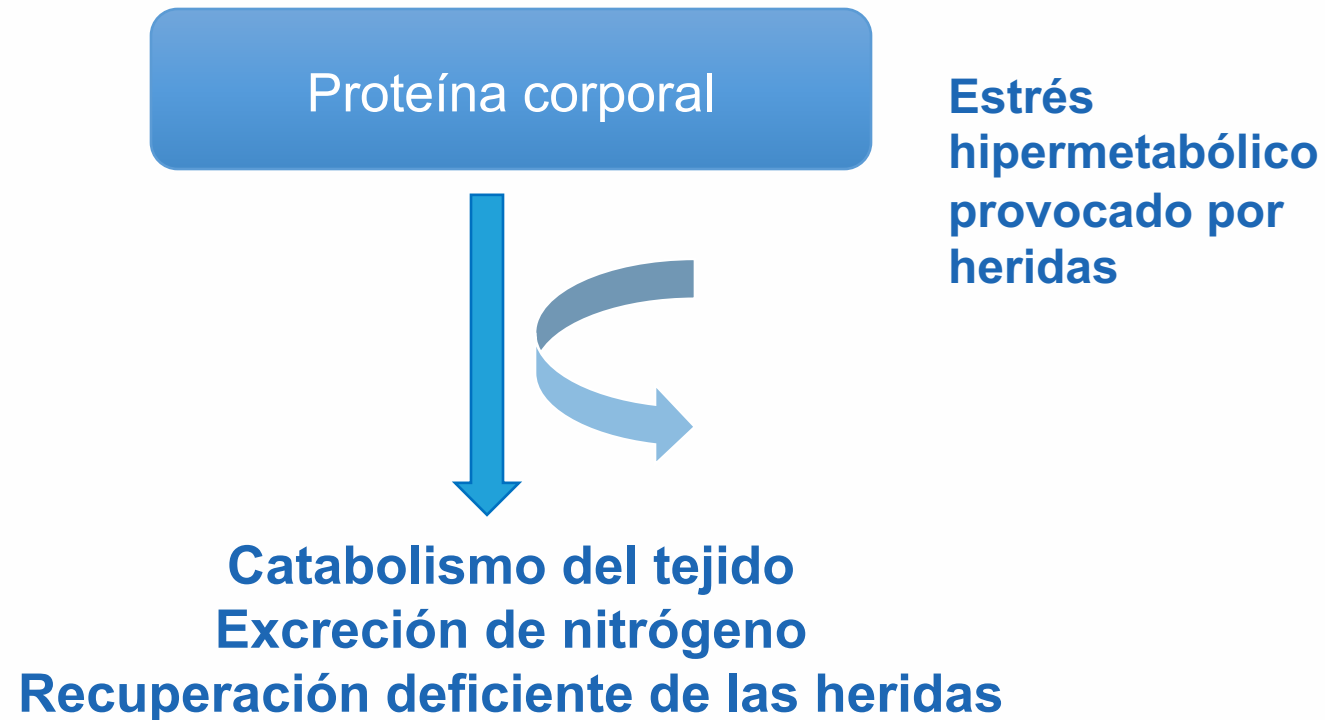 Proteína corporal
Estrés
hipermetabólico
provocado por
heridas
Catabolismo del tejido
Excreción de nitrógeno
Recuperación deficiente de las heridas